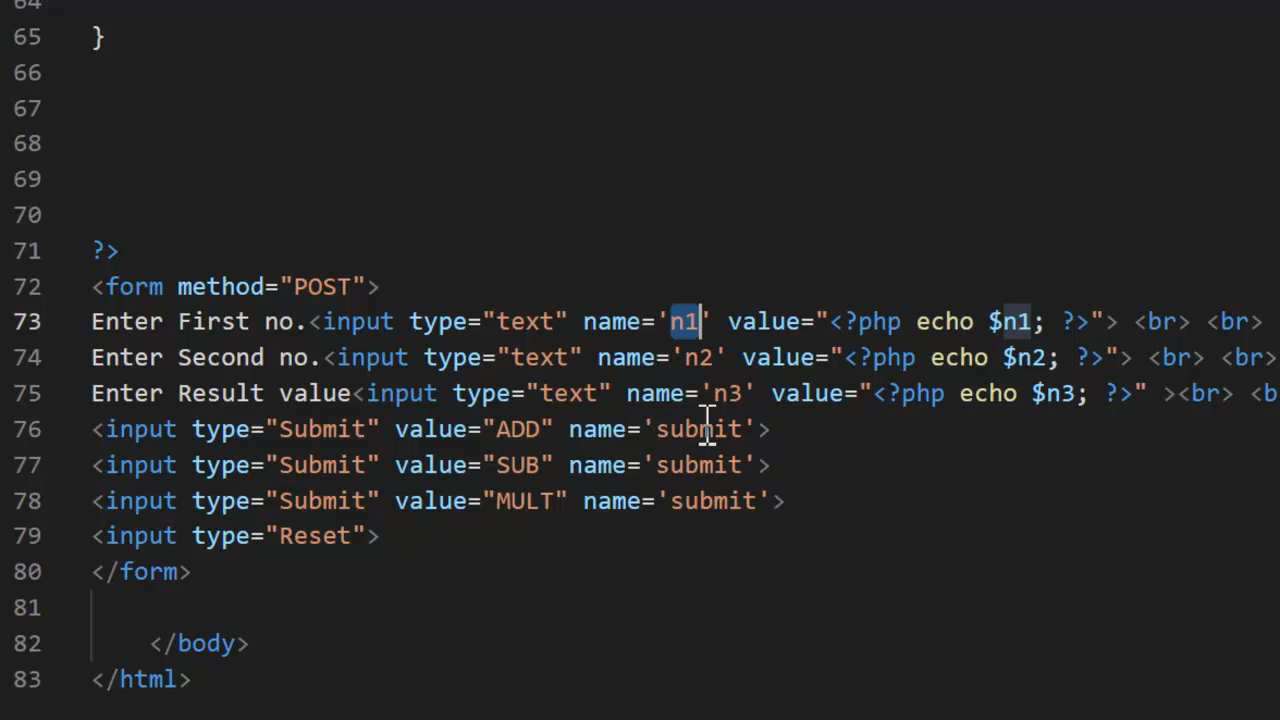 64
65 }
66
67
68
69
70
71 ?>
72 <form method="POST">
73 Enter First no.<input type="text" name='n1' value="<?php echo $n1; ?>"> <br> <br>
74 Enter Second no.<input type="text" name='n2' value="<?php echo $n2; ?>"> <br> <br>
75 Enter Result value<input type="text" name='n3' value="<?php echo $n3; ?>" ><br> <b
76 <input type="Submit" value="ADD" name='submit'>
77 <input type="Submit" value="SUB" name='submit'>
78 <input type="Submit" value="MULT" name='submit'>
79 <input type="Reset">
80 </form>
81
82 </body>
83 </html>